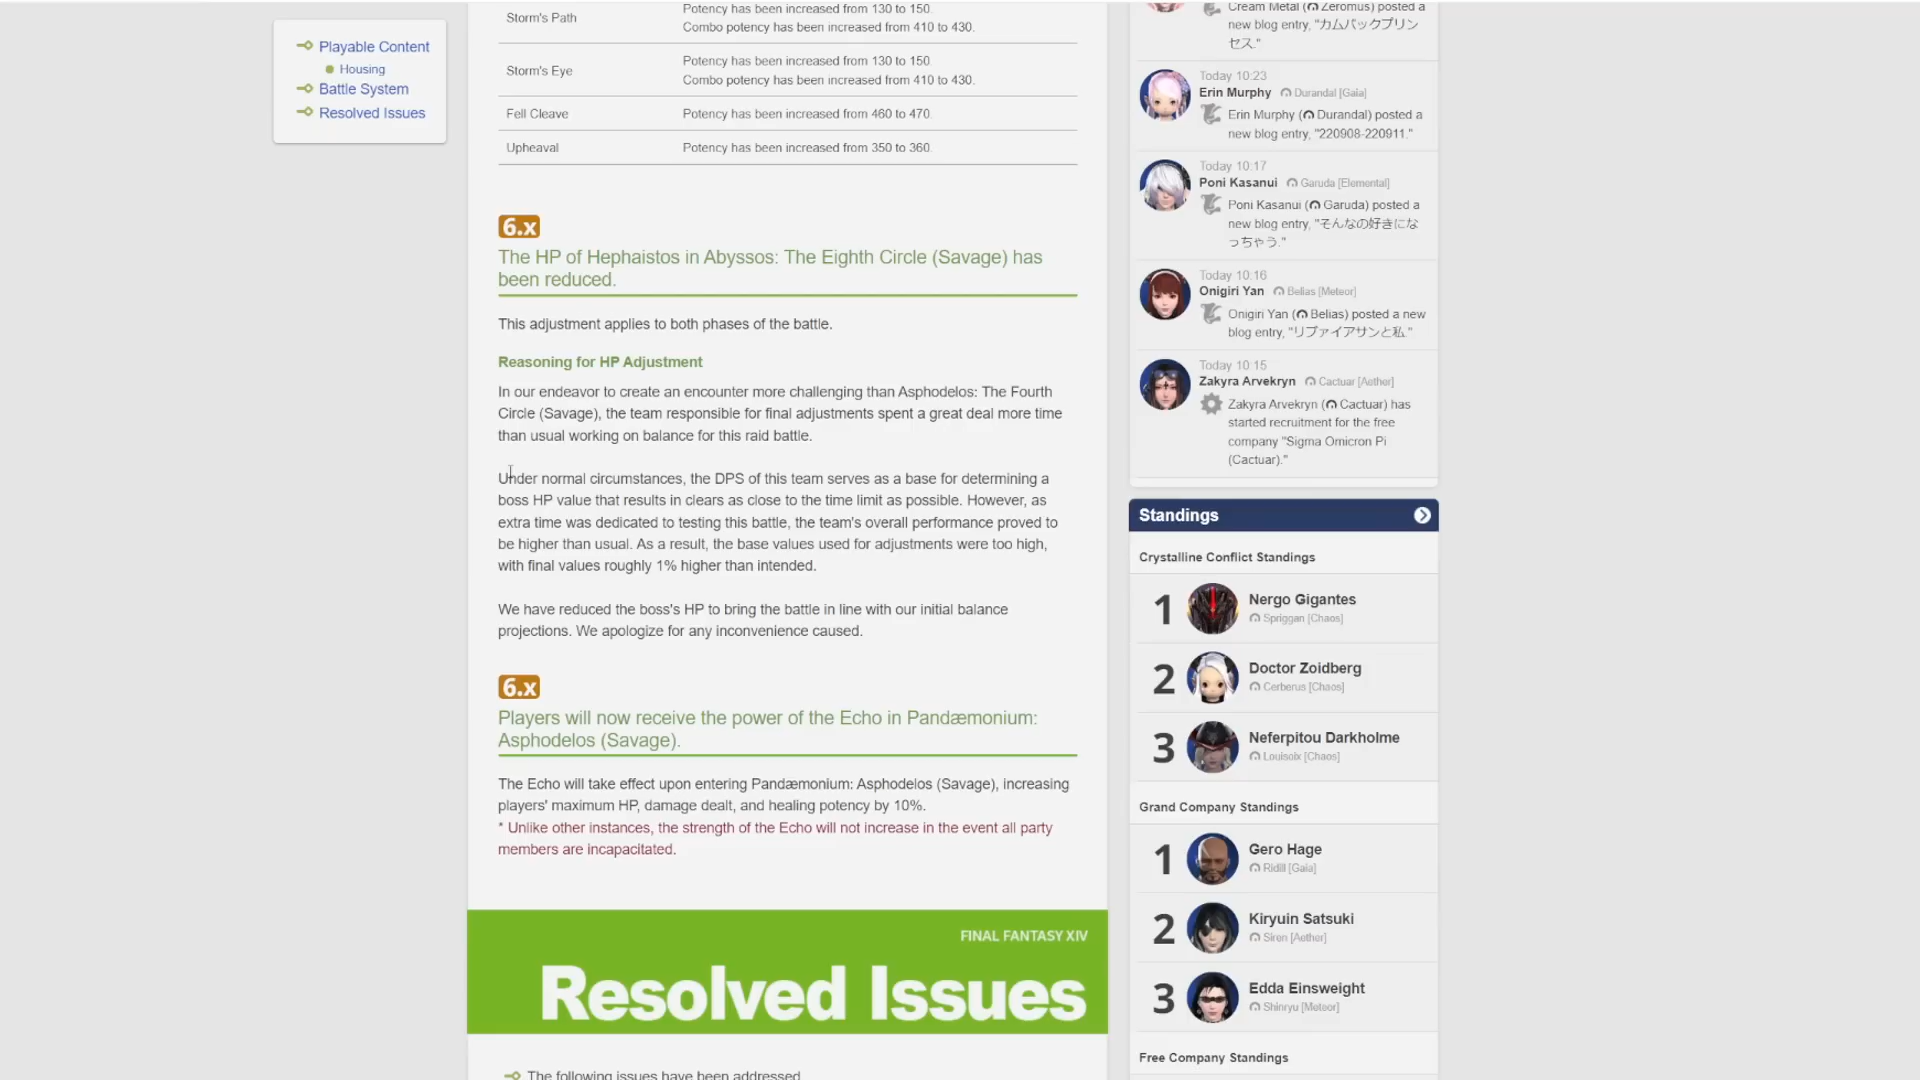 Playable Content
Housing
Battle System
Resolved Issues
Storm's Path
Potency has been increased from 130 to 150.
Combo potency has been increased from 410 to 430.
Storm's Eye
Potency has been increased from 130 to 150.
Combo potency has been increased from 410 to 430.
Fell Cleave
Potency has been increased from 460 to 470.
Upheaval
Potency has been increased from 350 to 360.
6.x
The HP of Hephaistos in Abyssos: The Eighth Circle (Savage) has
been reduced.
This adjustment applies to both phases of the battle.
Reasoning for HP Adjustment
In our endeavor to create an encounter more challenging than Asphodelos: The Fourth
Circle (Savage), the team responsible for final adjustments spent a great deal more time
than usual working on balance for this raid battle.
Under normal circumstances, the DPS of this team serves as a base for determining a
boss HP value that results in clears as close to the time limit as possible. However, as
extra time was dedicated to testing this battle, the team's overall performance proved to
be higher than usual. As a result, the base values used for adjustments were too high,
with final values roughly 1% higher than intended.
We have reduced the boss's HP to bring the battle in line with our initial balance
projections. We apologize for any inconvenience caused.
6.x
Players will now receive the power of the Echo in Pandæmonium:
Asphodelos (Savage).
The Echo will take effect upon entering Pandæmonium: Asphodelos (Savage), increasing
players' maximum HP, damage dealt, and healing potency by 10%.
* Unlike other instances, the strength of the Echo will not increase in the event all party
members are incapacitated.
FINAL FANTASY XIV
Resolved Issues
The following issues have been addressed
Cream Metal (Zeromus) posted a
new blog entry, "カムバックプリン
セス."
Today 10:23
Erin Murphy Durandal [Gaia]
Erin Murphy (Durandal) posted a
new blog entry, "220908-220911."
Today 10:17
Poni Kasanui Garuda [Elemental]
Poni Kasanui (Garuda) posted a
new blog entry, "そんなの好きにな
っちゃう."
Today 10:16
Onigiri Yan Belias [Meteor]
Onigiri Yan (Belias) posted a new
blog entry, "リヴァイアサンと私."
Today 10:15
Zakyra Arvekryn Cactuar [Aether]
Zakyra Arvekryn (Cactuar) has
started recruitment for the free
company "Sigma Omicron Pi
(Cactuar)."
Standings
Crystalline Conflict Standings
1 Nergo Gigantes
Spriggan [Chaos]
2 Doctor Zoidberg
Cerberus [Chaos]
3 Neferpitou Darkholme
Louisoix [Chaos]
Grand Company Standings
1 Gero Hage
Ridill [Gaia]
2 Kiryuin Satsuki
Siren [Aether]
3 Edda Einsweight
Shinryu [Meteor]
Free Company Standings